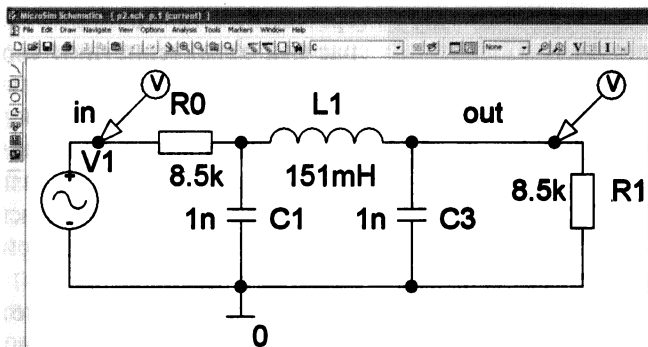 MicroSim Schematics - [ p2.sch p.1 (current) ]
File Edit Draw Navigate View Options Analysis Tools Markers Window Help
C
None
V
I
V
V
in
R0
L1
out
V1
8.5k
151mH
8.5k
R1
1n
C1
1n
C3
0